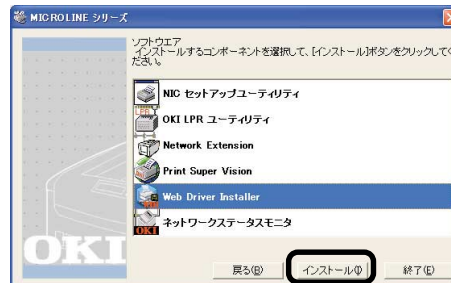 MICROLINE シリーズ
ソフトウエア
インストールするコンポーネントを選択して、[インストール]ボタンをクリックしてく
ださい。
NIC セットアップユーティリティ
LPR
OKI LPR ユーティリティ
Network Extension
Print Super Vision
Web Driver Installer
OKI
ネットワークステータスモニタ
OKI
戻る(B)
インストール(I)
終了(E)